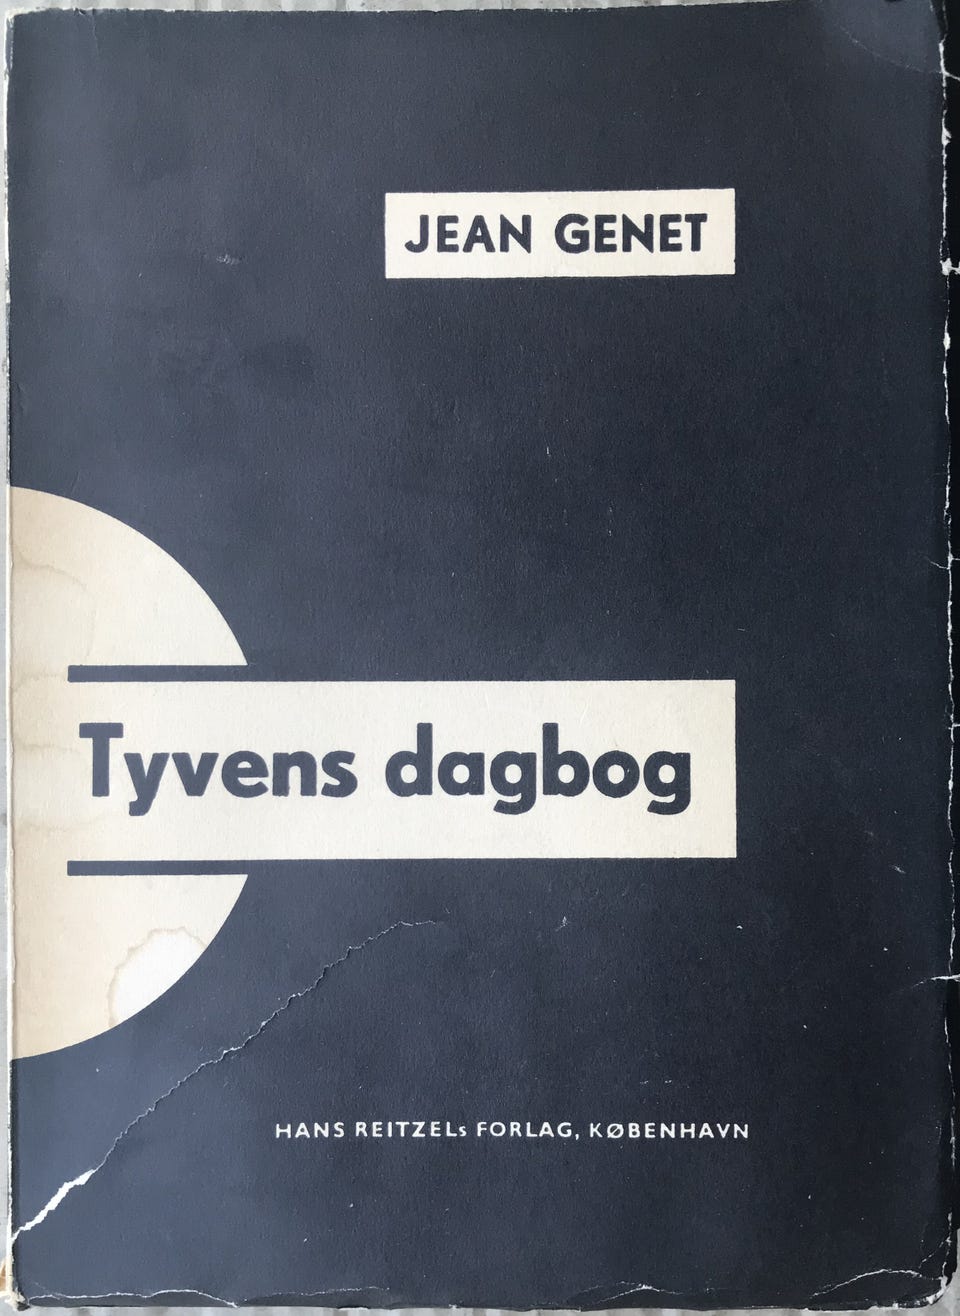 JEAN GENET
Tyvens dagbog
HANS REITZELs FORLAG, KØBENHAVN